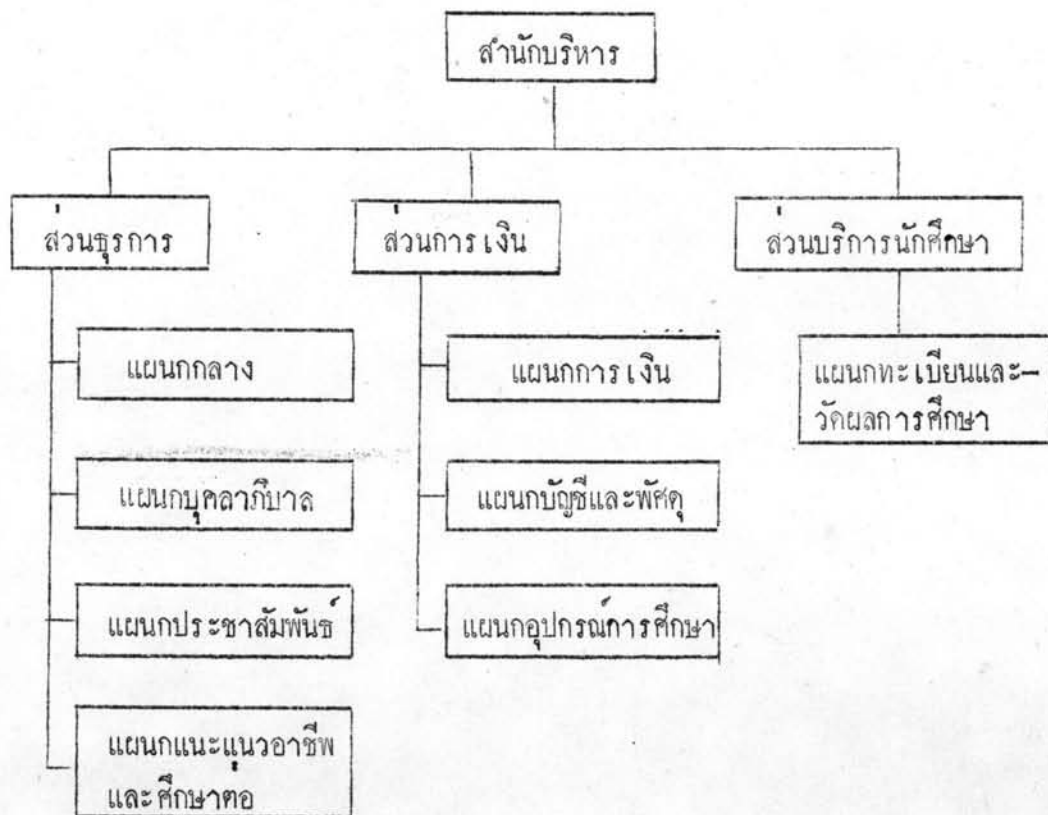 สำนักบริหาร
ส่วนธุรการ
ส่วนการเงิน
ส่วนบริการนักศึกษา
แผนกกลาง
แผนกการเงิน
แผนกทะเบียนและ-
วัดผลการศึกษา
แผนกบุคลาภิบาล
แผนกบัญชีและพัศดุ
แผนกประชาสัมพันธ์
แผนกอุปกรณ์การศึกษา
แผนกแนะแนวอาชีพ
และศึกษาตอ